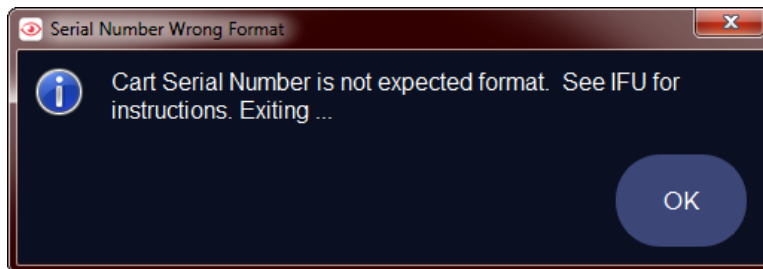 Serial Number Wrong Format
Cart Serial Number is not expected format.  See IFU for
instructions. Exiting ...
OK